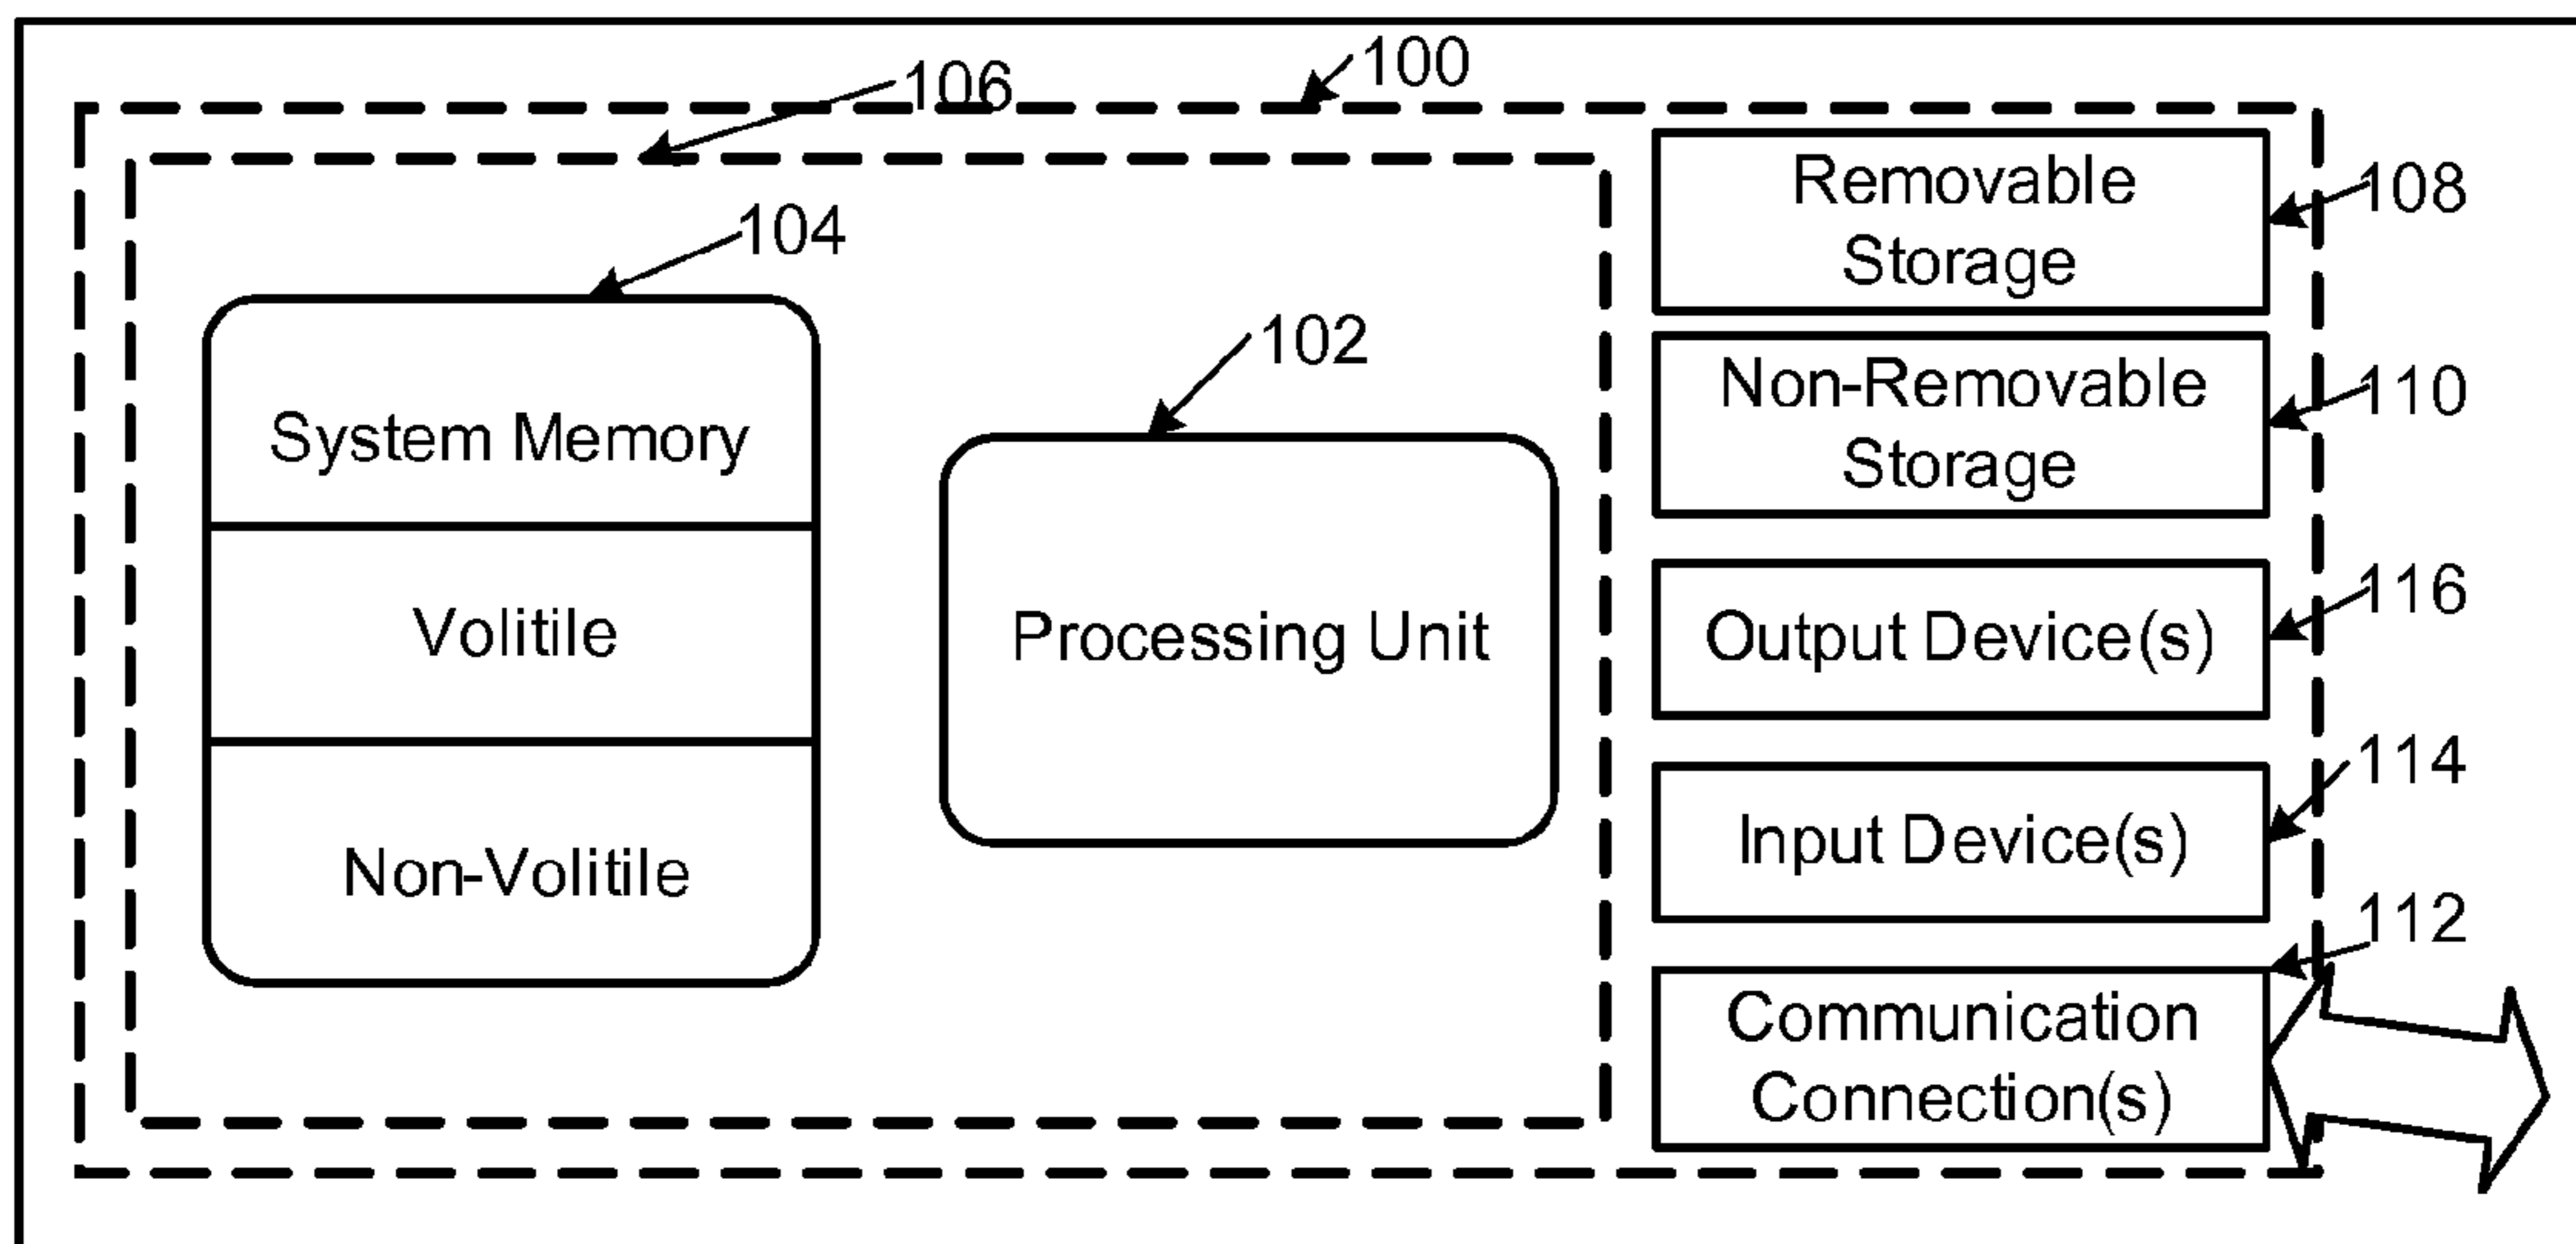 106
100
Removable
Storage
108
104
102
System Memory
Non-Removable
Storage
110
Volitile
Processing Unit
Output Device(s)
116
Non-Volitile
Input Device(s)
114
112
Communication
Connection(s)